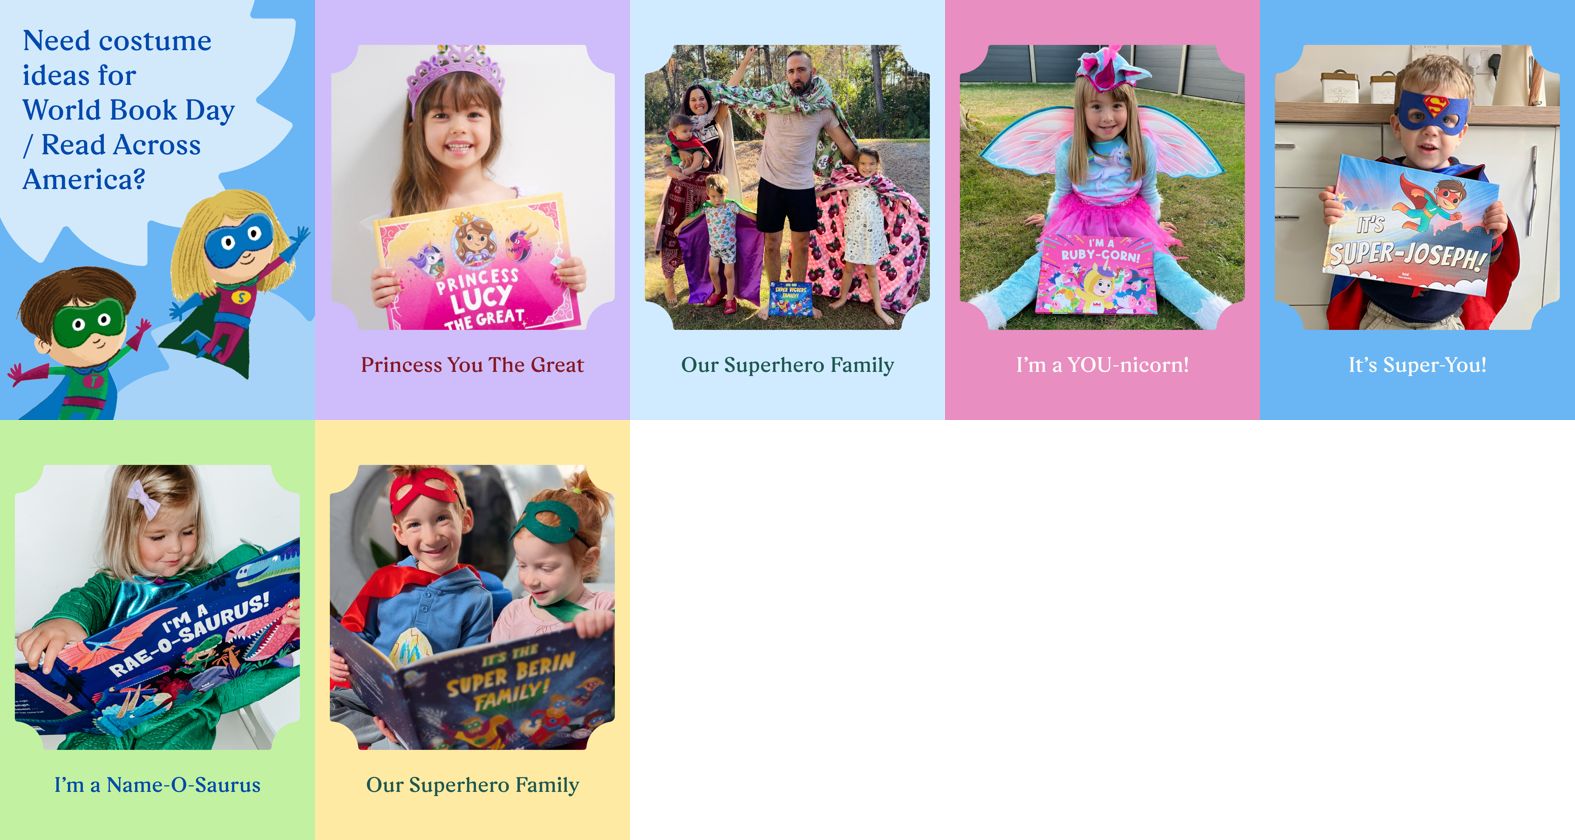 Need costume
ideas for
World Book Day
/ Read Across
America?
S
T
PRINCESS
LUCY
THE GREAT
Princess You The Great
FAMILY!
Our Superhero Family
I'M A
RUBY-CORN!
I'm a YOU-nicorn!
S
IT'S
SUPER-JOSEPH!
It's Super-You!
I'M A
RAE-O-SAURUS!
I'm a Name-O-Saurus
IT'S THE
SUPER BERIN
FAMILY!
Our Superhero Family